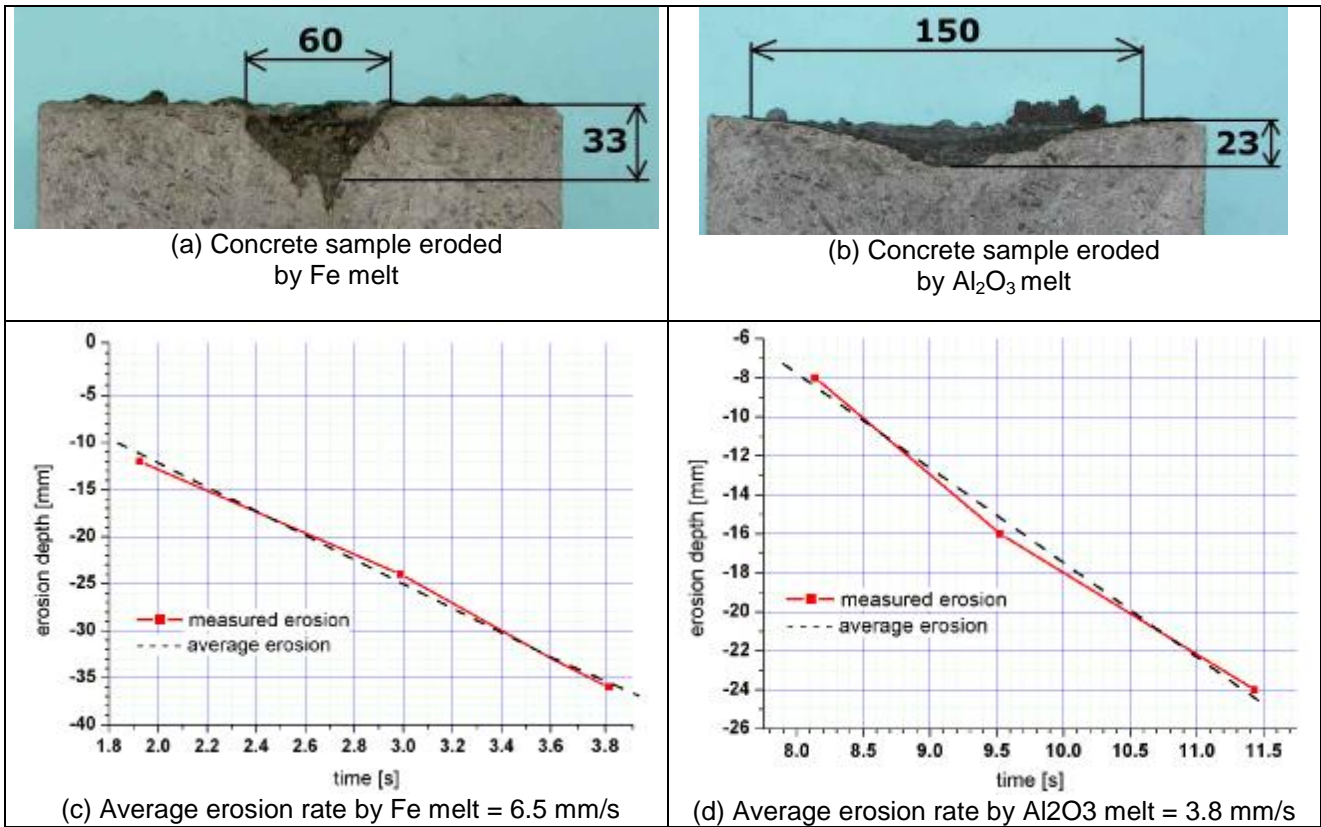 60
33
(a) Concrete sample eroded
by Fe melt
150
23
(b) Concrete sample eroded
by Al₂O₃ melt
0
-5
-10
-15
-20
-25
-30
-35
-40
erosion depth [mm]
measured erosion
average erosion
1.8 2.0 2.2 2.4 2.6 2.8 3.0 3.2 3.4 3.6 3.8
time [s]
(c) Average erosion rate by Fe melt = 6.5 mm/s
-6
-8
-10
-12
-14
-16
-18
-20
-22
-24
-26
erosion depth [mm]
measured erosion
average erosion
8.0 8.5 9.0 9.5 10.0 10.5 11.0 11.5
time [s]
(d) Average erosion rate by Al2O3 melt = 3.8 mm/s